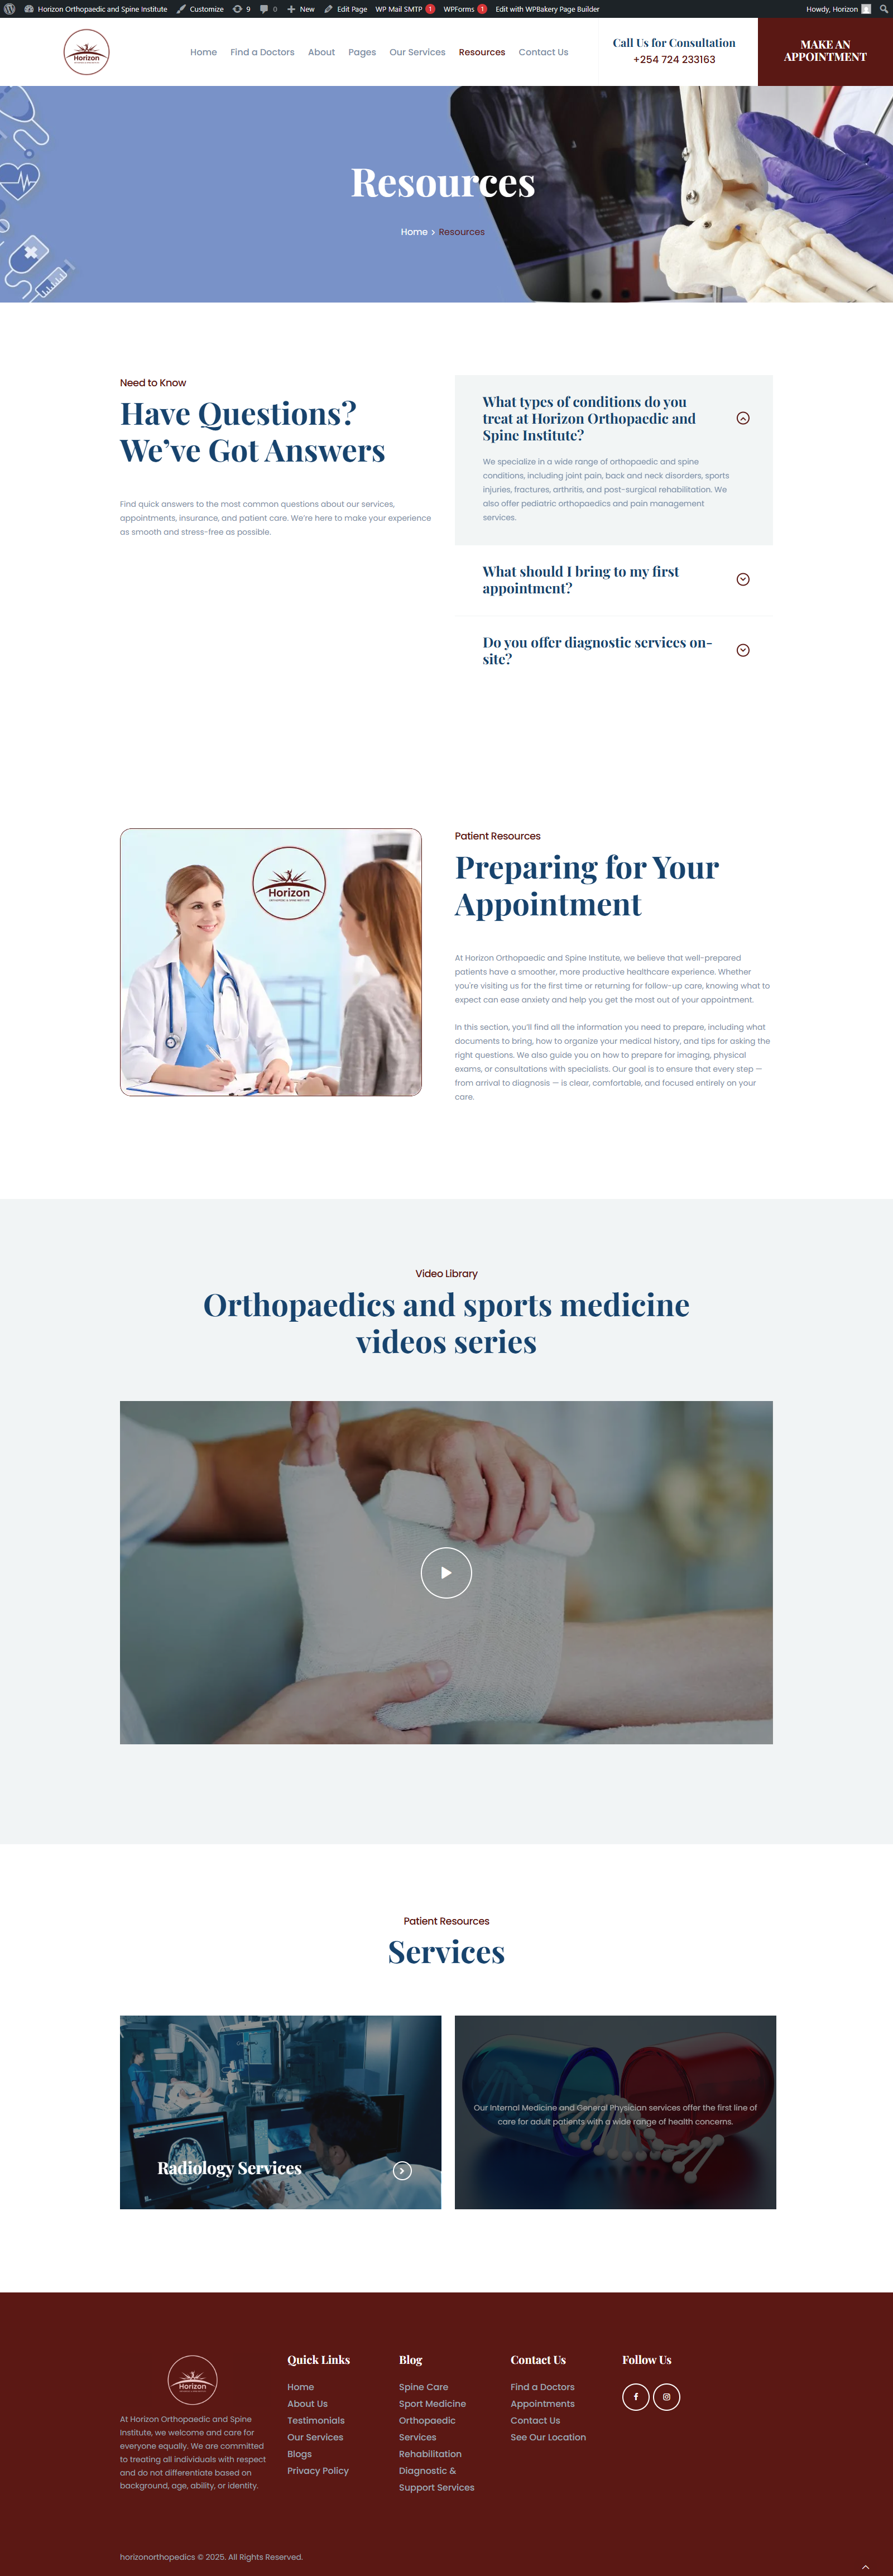 Horizon Orthopaedic and Spine Institute Customize 9 0 New Edit Page WP Mail SMTP 1 WPForms 1 Edit with WPBakery Page Builder Howdy, Horizon
Horizon
Home Find a Doctors About Pages Our Services Resources Contact Us
Call Us for Consultation
+254 724 233163
MAKE AN
APPOINTMENT
Resources
Home > Resources
Need to Know
Have Questions?
We’ve Got Answers
Find quick answers to the most common questions about our services,
appointments, insurance, and patient care. We’re here to make your experience
as smooth and stress-free as possible.
What types of conditions do you
treat at Horizon Orthopaedic and
Spine Institute?
We specialize in a wide range of orthopaedic and spine
conditions, including joint pain, back and neck disorders, sports
injuries, fractures, arthritis, and post-surgical rehabilitation. We
also offer pediatric orthopaedics and pain management
services.
What should I bring to my first
appointment?
Do you offer diagnostic services on-
site?
Horizon
Patient Resources
Preparing for Your
Appointment
At Horizon Orthopaedic and Spine Institute, we believe that well-prepared
patients have a smoother, more productive healthcare experience. Whether
you're visiting us for the first time or returning for follow-up care, knowing what to
expect can ease anxiety and help you get the most out of your appointment.
In this section, you’ll find all the information you need to prepare, including what
documents to bring, how to organize your medical history, and tips for asking the
right questions. We also guide you on how to prepare for imaging, physical
exams, or consultations with specialists. Our goal is to ensure that every step —
from arrival to diagnosis — is clear, comfortable, and focused entirely on your
care.
Video Library
Orthopaedics and sports medicine
videos series
Patient Resources
Services
Radiology Services
Our Internal Medicine and General Physician services offer the first line of
care for adult patients with a wide range of health concerns.
Horizon
At Horizon Orthopaedic and Spine
Institute, we welcome and care for
everyone equally. We are committed
to treating all individuals with respect
and do not differentiate based on
background, age, ability, or identity.
Quick Links
Home
About Us
Testimonials
Our Services
Blogs
Privacy Policy
Blog
Spine Care
Sport Medicine
Orthopaedic
Services
Rehabilitation
Diagnostic &
Support Services
Contact Us
Find a Doctors
Appointments
Contact Us
See Our Location
Follow Us
horizonorthopedics © 2025. All Rights Reserved.